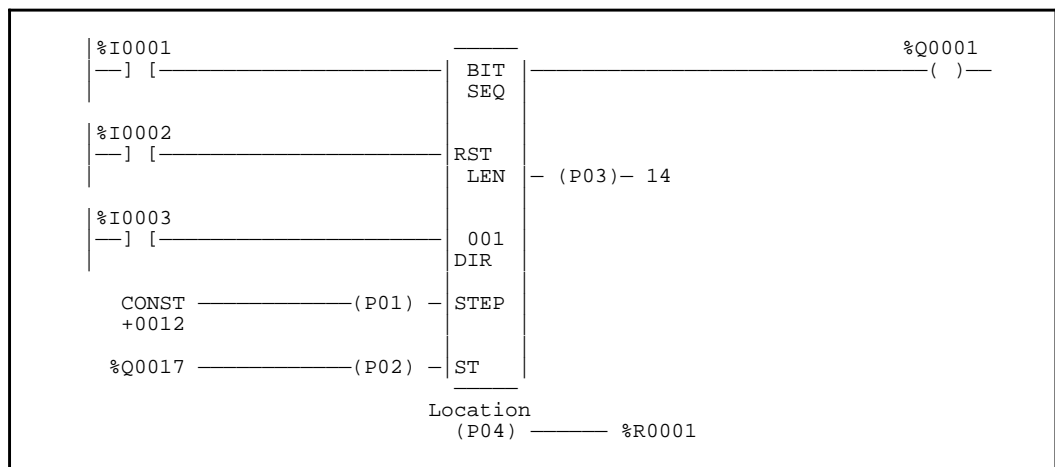 %I0001 %Q0001
] [ BIT ( )
SEQ
%I0002
] [ RST
LEN (P03) 14
%I0003
] [ 001
DIR
CONST (P01) STEP
+0012
%Q0017 (P02) ST
Location
(P04) %R0001